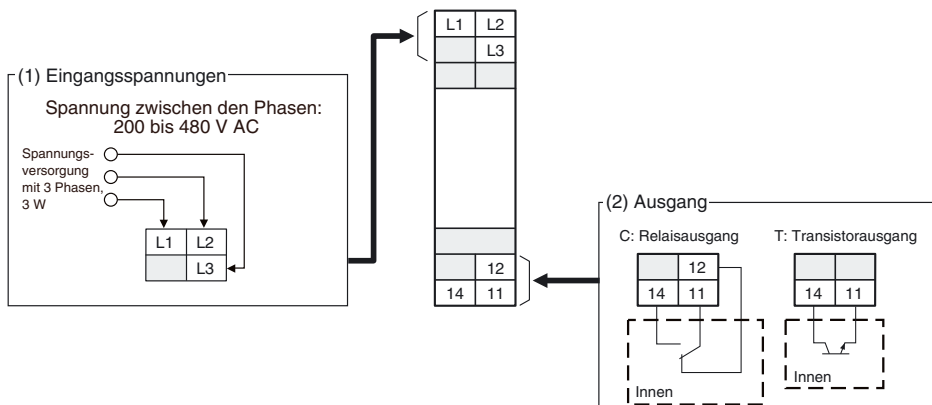 (1) Eingangsspannungen
Spannung zwischen den Phasen:
200 bis 480 V AC
Spannungs-
versorgung
mit 3 Phasen,
3 W
L1 L2
L3
L1 L2
L3
12
14 11
(2) Ausgang
C: Relaisausgang
12
14 11
Innen
T: Transistorausgang
14 11
Innen